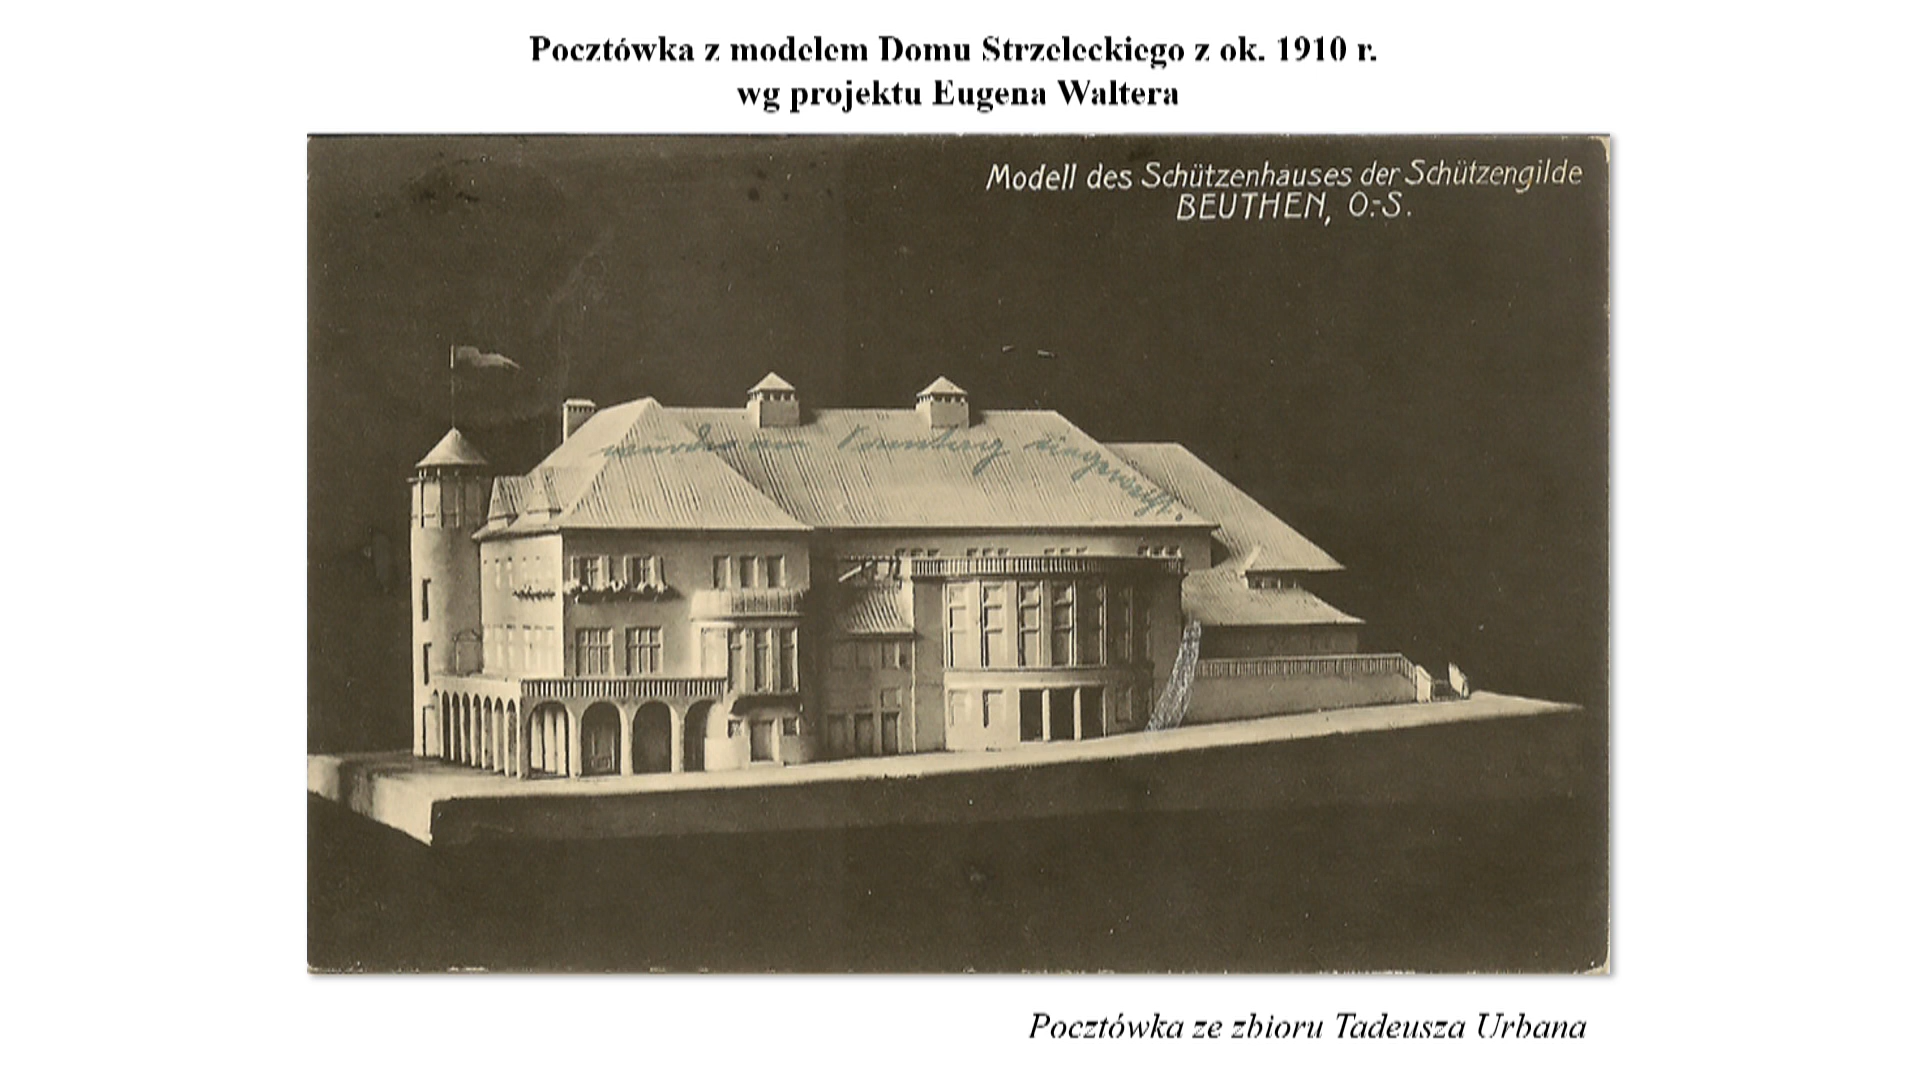 Pocztówka z modelem Domu Strzeleckiego z ok. 1910 r.
wg projektu Eugena Waltera
Modell des Schützenhauses der Schützengilde
BEUTHEN, O.-S.
Pocztówka ze zbioru Tadeusza Urbana